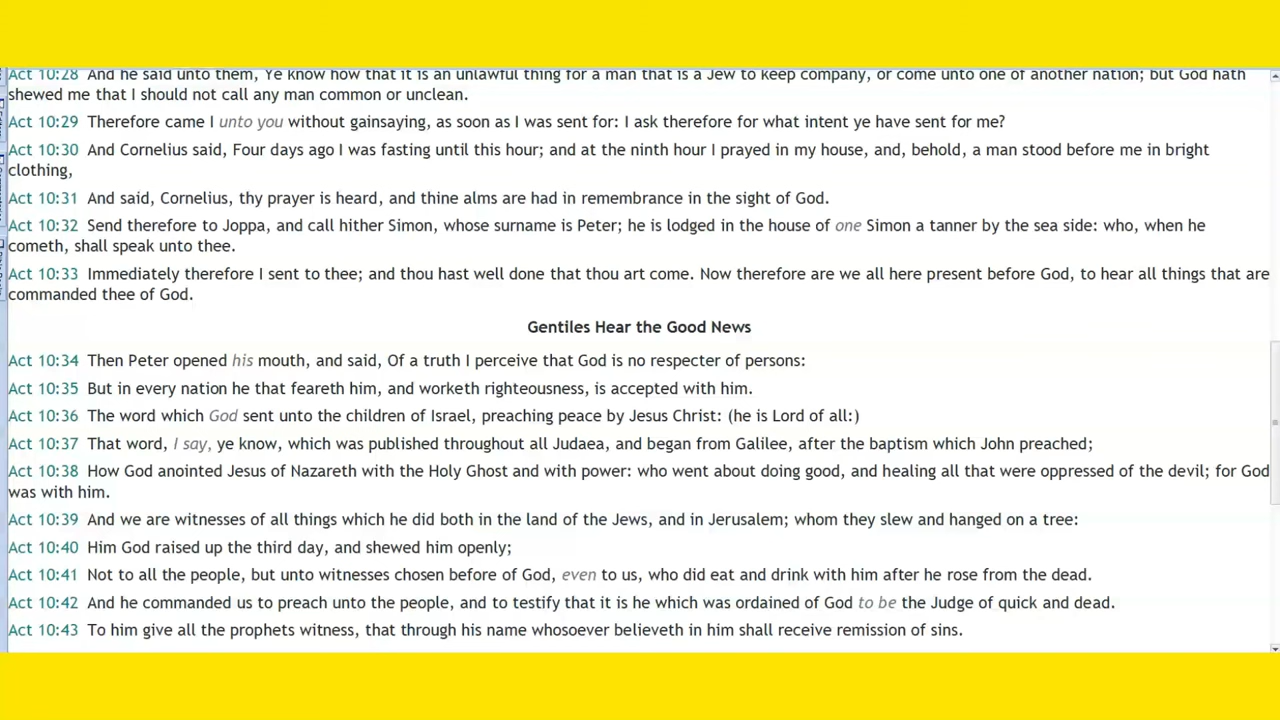 Act 10:28 And he said unto them, Ye know how that it is an unlawful thing for a man that is a Jew to keep company, or come unto one of another nation; but God hath
shewed me that I should not call any man common or unclean.
Act 10:29 Therefore came I unto you without gainsaying, as soon as I was sent for: I ask therefore for what intent ye have sent for me?
Act 10:30 And Cornelius said, Four days ago I was fasting until this hour; and at the ninth hour I prayed in my house, and, behold, a man stood before me in bright
clothing,
Act 10:31 And said, Cornelius, thy prayer is heard, and thine alms are had in remembrance in the sight of God.
Act 10:32 Send therefore to Joppa, and call hither Simon, whose surname is Peter; he is lodged in the house of one Simon a tanner by the sea side: who, when he
cometh, shall speak unto thee.
Act 10:33 Immediately therefore I sent to thee; and thou hast well done that thou art come. Now therefore are we all here present before God, to hear all things that are
commanded thee of God.
Gentiles Hear the Good News
Act 10:34 Then Peter opened his mouth, and said, Of a truth I perceive that God is no respecter of persons:
Act 10:35 But in every nation he that feareth him, and worketh righteousness, is accepted with him.
Act 10:36 The word which God sent unto the children of Israel, preaching peace by Jesus Christ: (he is Lord of all:)
Act 10:37 That word, I say, ye know, which was published throughout all Judaea, and began from Galilee, after the baptism which John preached;
Act 10:38 How God anointed Jesus of Nazareth with the Holy Ghost and with power: who went about doing good, and healing all that were oppressed of the devil; for God
was with him.
Act 10:39 And we are witnesses of all things which he did both in the land of the Jews, and in Jerusalem; whom they slew and hanged on a tree:
Act 10:40 Him God raised up the third day, and shewed him openly;
Act 10:41 Not to all the people, but unto witnesses chosen before of God, even to us, who did eat and drink with him after he rose from the dead.
Act 10:42 And he commanded us to preach unto the people, and to testify that it is he which was ordained of God to be the Judge of quick and dead.
Act 10:43 To him give all the prophets witness, that through his name whosoever believeth in him shall receive remission of sins.